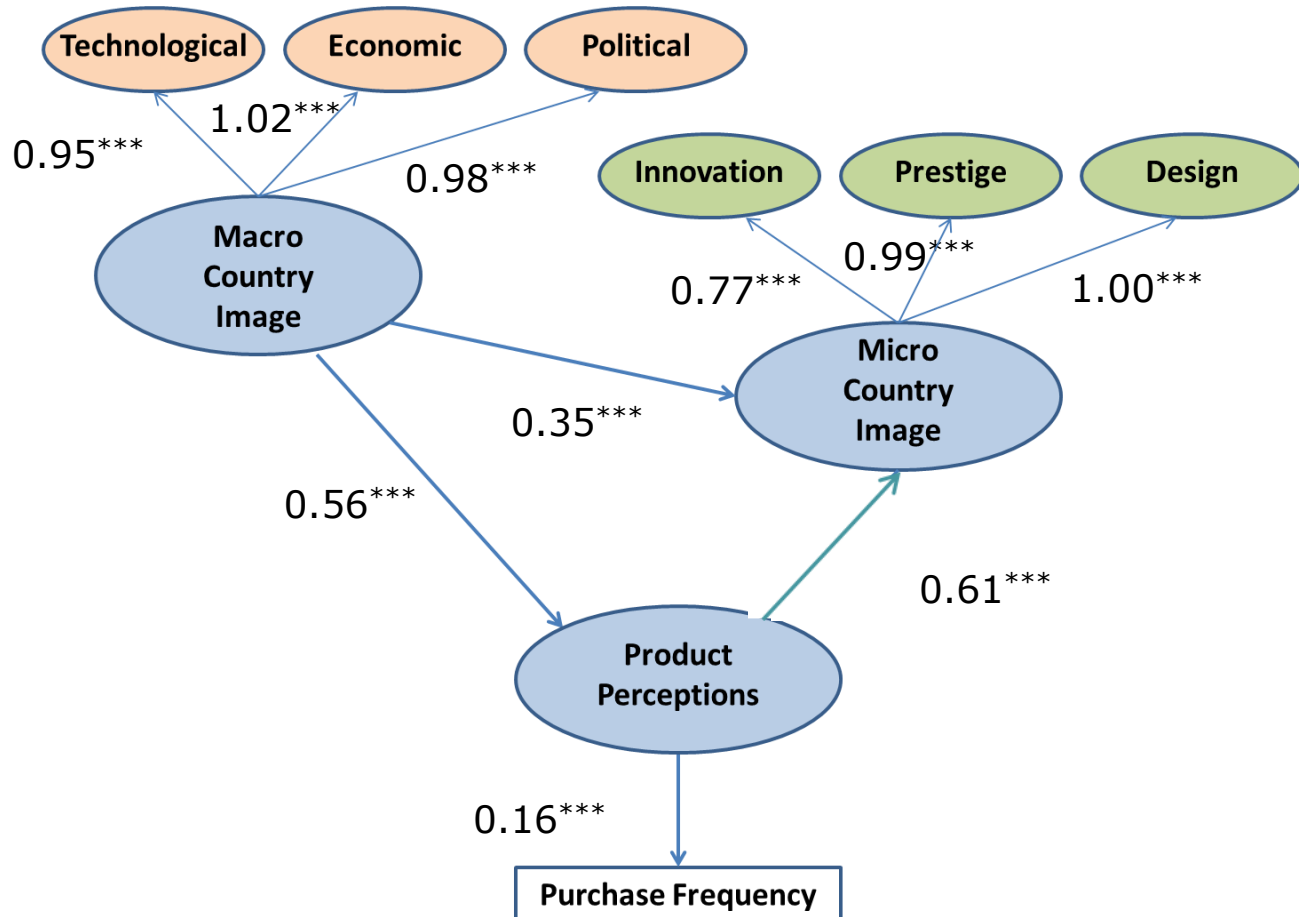 Technological
Economic
Political
1.02***
0.95***
0.98***
Innovation
Prestige
Design
Macro
Country
Image
0.99***
0.77***
1.00***
Micro
Country
Image
0.35***
0.56***
0.61***
Product
Perceptions
0.16***
Purchase Frequency